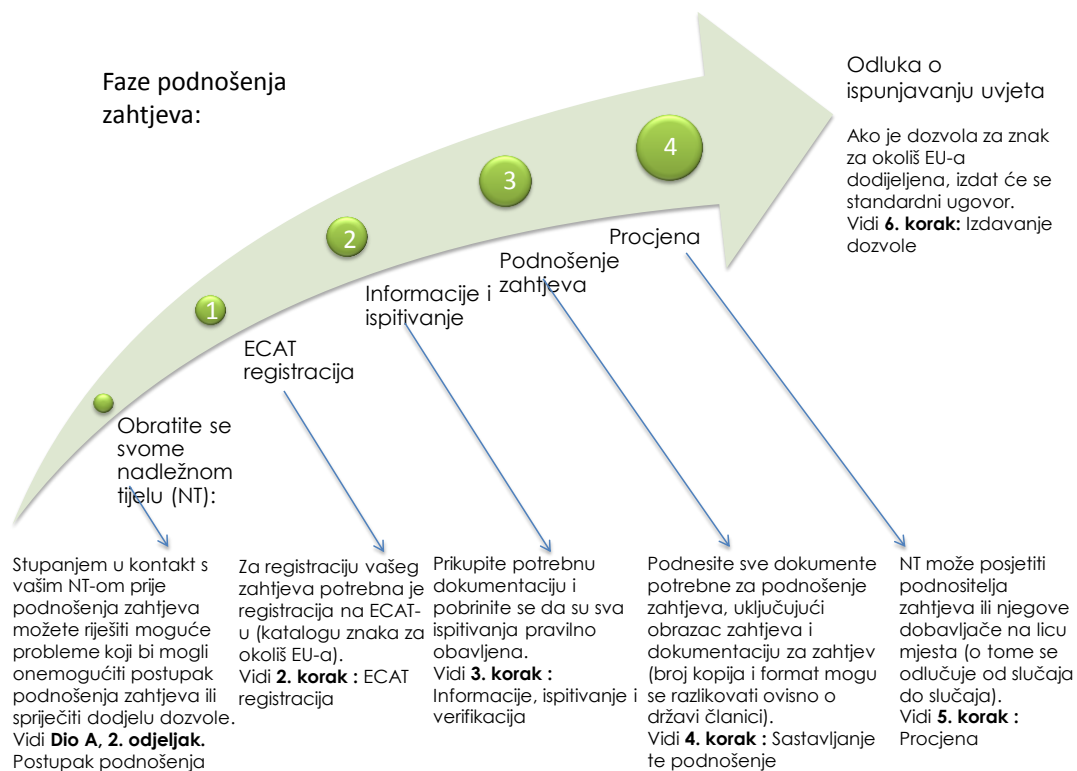 Faze podnošenja
zahtjeva:
Odluka o
ispunjavanju uvjeta
Ako je dozvola za znak
za okoliš EU-a
dodijeljena, izdat će se
standardni ugovor.
Vidi 6. korak: Izdavanje
dozvole
4
3
2
1
Procjena
Podnošenje
zahtjeva
Informacije i
ispitivanje
ECAT
registracija
Obratite se
svome
nadležnom
tijelu (NT):
Stupanjem u kontakt s
vašim NT-om prije
podnošenja zahtjeva
možete riješiti moguće
probleme koji bi mogli
onemogućiti postupak
podnošenja zahtjeva ili
spriječiti dodjelu dozvole.
Vidi Dio A, 2. odjeljak.
Postupak podnošenja
Za registraciju vašeg
zahtjeva potrebna je
registracija na ECAT-
u (katalogu znaka za
okoliš EU-a).
Vidi 2. korak : ECAT
registracija
Prikupite potrebnu
dokumentaciju i
pobrinite se da su sva
ispitivanja pravilno
obavljena.
Vidi 3. korak :
Informacije, ispitivanje i
verifikacija
Podnesite sve dokumente
potrebne za podnošenje
zahtjeva, uključujući
obrazac zahtjeva i
dokumentaciju za zahtjev
(broj kopija i format mogu
se razlikovati ovisno o
državi članici).
Vidi 4. korak : Sastavljanje
te podnošenje
NT može posjetiti
podnositelja
zahtjeva ili njegove
dobavljače na licu
mjesta (o tome se
odlučuje od slučaja
do slučaja).
Vidi 5. korak :
Procjena